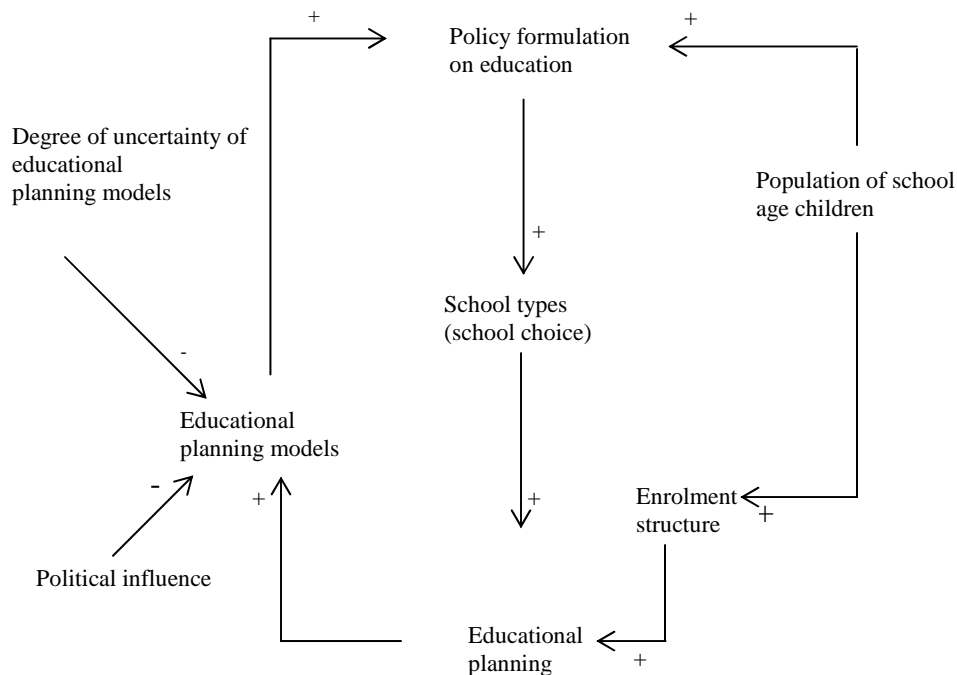 +
+
Policy formulation
on education
Degree of uncertainty of
educational
planning models
Population of school
age children
+
School types
(school choice)
-
Educational
planning models
-
+
+
Enrolment
structure
+
Political influence
Educational
planning
+